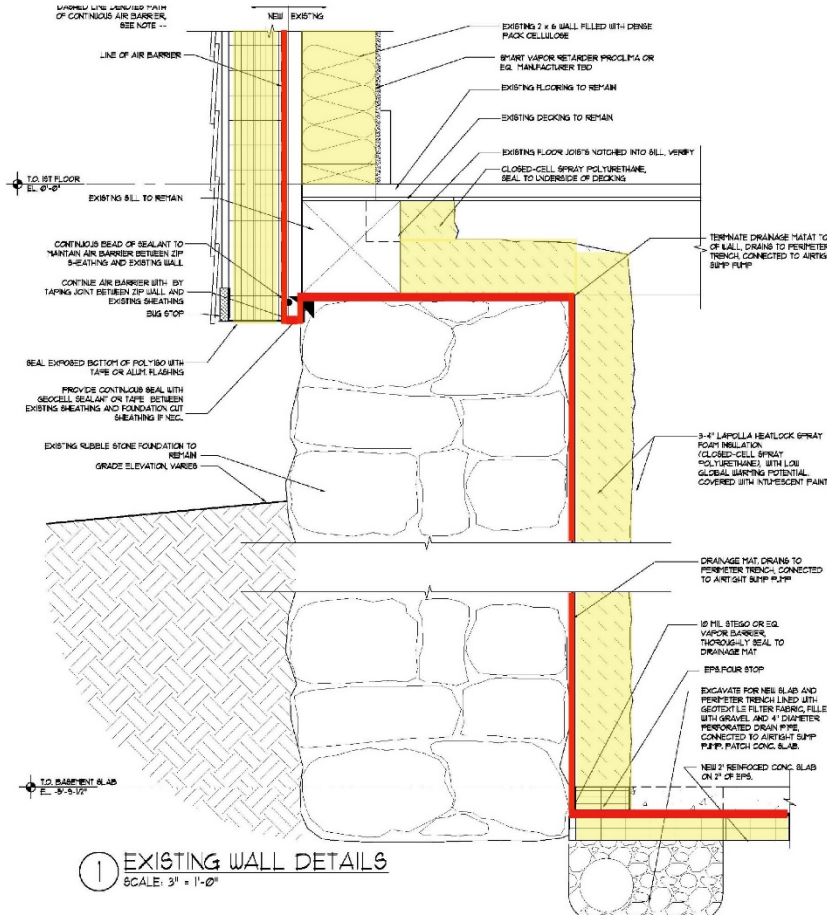 DASHED LINE DENOTES PATH
OF CONTINUOUS AIR BARRIER,
SEE NOTE --
NEW
EXISTING
LINE OF AIR BARRIER
T.O. 1ST FLOOR
EL. 0'-0"
EXISTING SILL TO REMAIN
CONTINUOUS BEAD OF SEALANT TO
MAINTAIN AIR BARRIER BETWEEN ZIP
SHEATHING AND EXISTING WALL
CONTINUE AIR BARRIER WITH BY
TAPING JOINT BETWEEN ZIP WALL AND
EXISTING SHEATHING
BUG STOP
SEAL EXPOSED BOTTOM OF POLYISO WITH
TAPE OR ALUM. FLASHING
PROVIDE CONTINUOUS SEAL WITH
GEOCELL SEALANT OR TAPE BETWEEN
EXISTING SHEATHING AND FOUNDATION CUT
SHEATHING IF NEC.
EXISTING RUBBLE STONE FOUNDATION TO
REMAIN
GRADE ELEVATION, VARIES
T.O. BASEMENT SLAB
1
EXISTING WALL DETAILS
SCALE: 3" = 1'-0"
EXISTING 2 x 6 WALL FILLED WITH DENSE
PACK CELLULOSE
SMART VAPOR RETARDER PROCLIMA OR
EQ. MANUFACTURER TBD
EXISTING FLOORING TO REMAIN
EXISTING DECKING TO REMAIN
EXISTING FLOOR JOISTS NOTCHED INTO SILL, VERIFY
CLOSED-CELL SPRAY POLYURETHANE,
SEAL TO UNDERSIDE OF DECKING
TERMINATE DRAINAGE MAT AT TO
OF WALL, DRAINS TO PERIMETER
TRENCH, CONNECTED TO AIRTIG
SUMP PUMP
3-4" LAPOLLA HEATLOCK SPRAY
FOAM INSULATION
(CLOSED-CELL SPRAY
POLYURETHANE), WITH LOW
GLOBAL WARMING POTENTIAL.
COVERED WITH INTUMESCENT PAINT
DRAINAGE MAT, DRAINS TO
PERIMETER TRENCH, CONNECTED
TO AIRTIGHT SUMP PUMP
10 MIL STEGO OR EQ.
VAPOR BARRIER,
THOROUGHLY SEAL TO
DRAINAGE MAT
EPS POUR STOP
EXCAVATE FOR NEW SLAB AND
PERIMETER TRENCH LINED WITH
GEOTEXTILE FILTER FABRIC, FILLE
WITH GRAVEL AND 4" DIAMETER
PERFORATED DRAIN PIPE,
CONNECTED TO AIRTIGHT SUMP
PUMP. PATCH CONC. SLAB.
NEW 2" REINFOCED CONC. SLAB
ON 2" OF EPS.